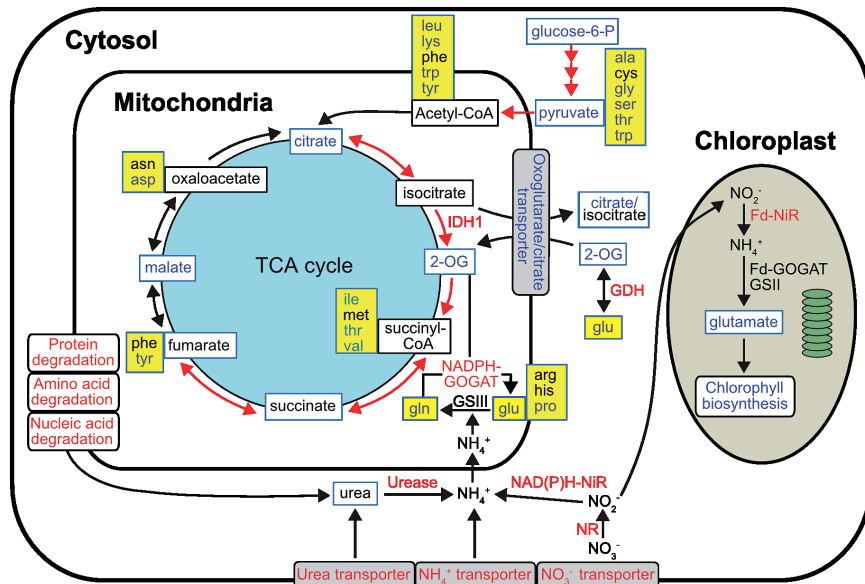 Cytosol
leu
lys
phe
trp
tyr
glucose-6-P
ala
cys
gly
ser
thr
trp
Mitochondria
Acetyl-CoA
pyruvate
Chloroplast
citrate
asn
asp
oxaloacetate
isocitrate
Oxoglutarate/citrate
transporter
citrate/
isocitrate
NO₂⁻
Fd-NiR
IDH1
NH₄⁺
TCA cycle
2-OG
2-OG
Fd-GOGAT
GSII
malate
GDH
ile
met
thr
val
succinyl-
CoA
glu
glutamate
Protein
degradation
phe
tyr
fumarate
NADPH-
GOGAT
arg
his
pro
Amino acid
degradation
succinate
gln
GSIII
glu
Chlorophyll
biosynthesis
Nucleic acid
degradation
NH₄⁺
urea
Urease
NH₄⁺
NAD(P)H-NiR
NO₂⁻
NR
NO₃⁻
Urea transporter
NH₄⁺ transporter
NO₃⁻ transporter